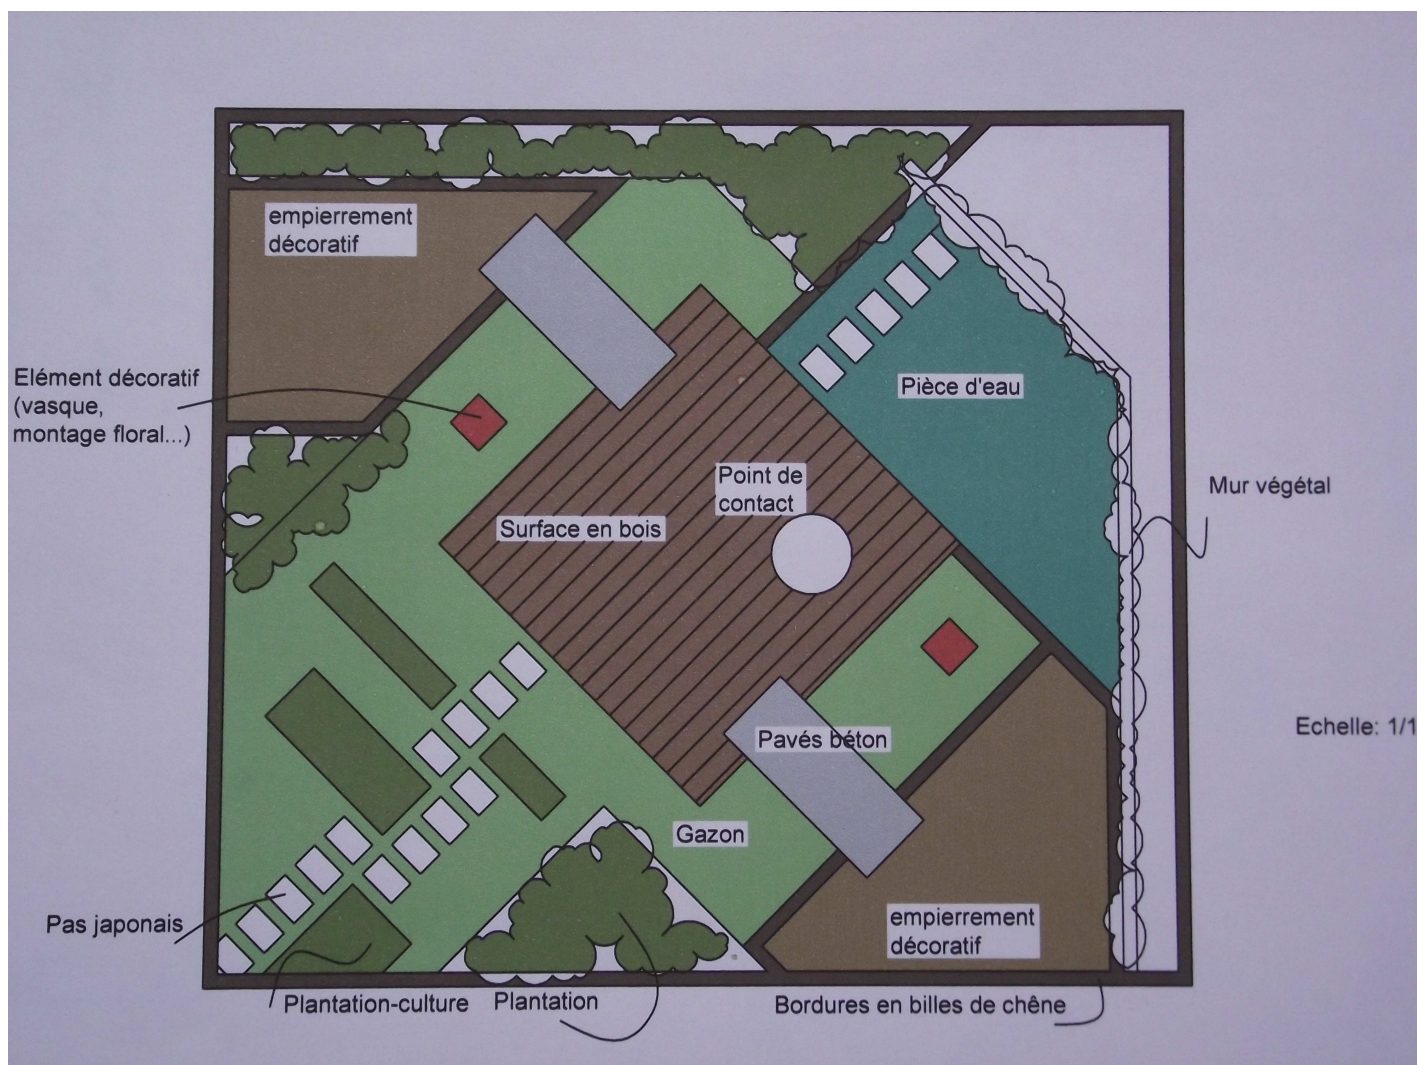 empierrement
décoratif
Elément décoratif
(vasque,
montage floral...)
Pièce d'eau
Point de
contact
Surface en bois
Mur végétal
Echelle: 1/1
Pavés béton
Gazon
Pas japonais
empierrement
décoratif
Plantation-culture
Plantation
Bordures en billes de chêne